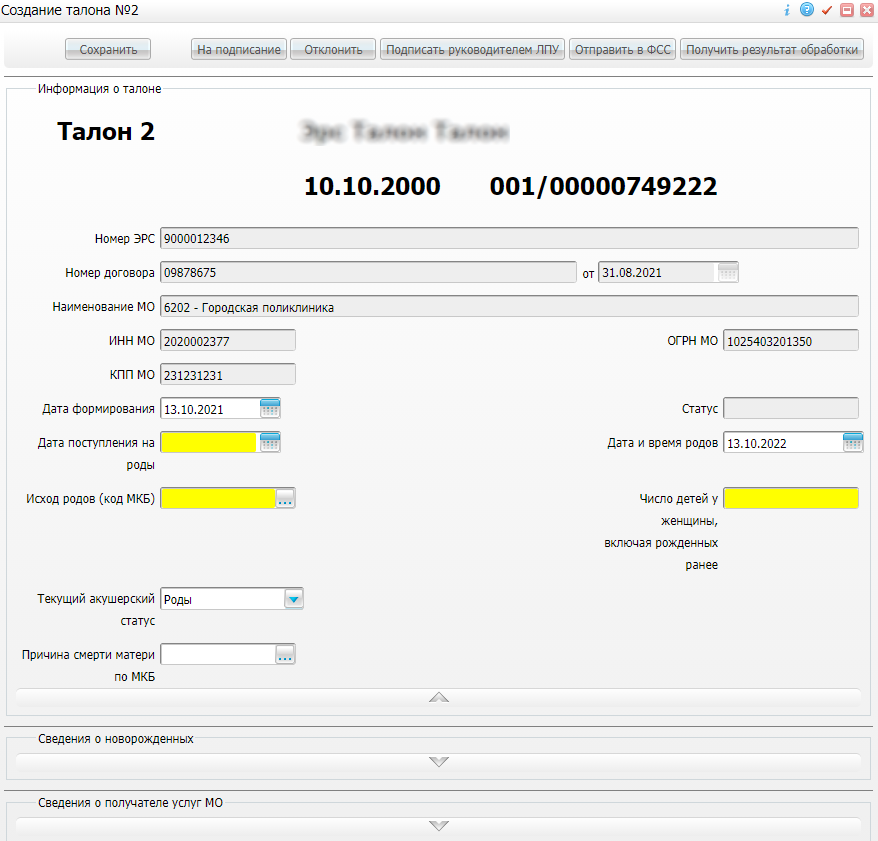 Создание талона №2
Сохранить На подписание Отклонить Подписать руководителем ЛПУ Отправить в ФСС Получить результат обработки
Информация о талоне
Талон 2
10.10.2000 001/00000749222
Номер ЭРС 9000012346
Номер договора 09878675 от 31.08.2021
Наименование МО 6202 - Городская поликлиника
ИНН МО 2020002377 ОГРН МО 1025403201350
КПП МО 231231231
Дата формирования 13.10.2021 Статус
Дата поступления на Дата и время родов 13.10.2022
роды
Исход родов (код МКБ) ... Число детей у
женщины,
включая рожденных
ранее
Текущий акушерский Роды
статус
Причина смерти матери ...
по МКБ
Сведения о новорожденных
Сведения о получателе услуг МО